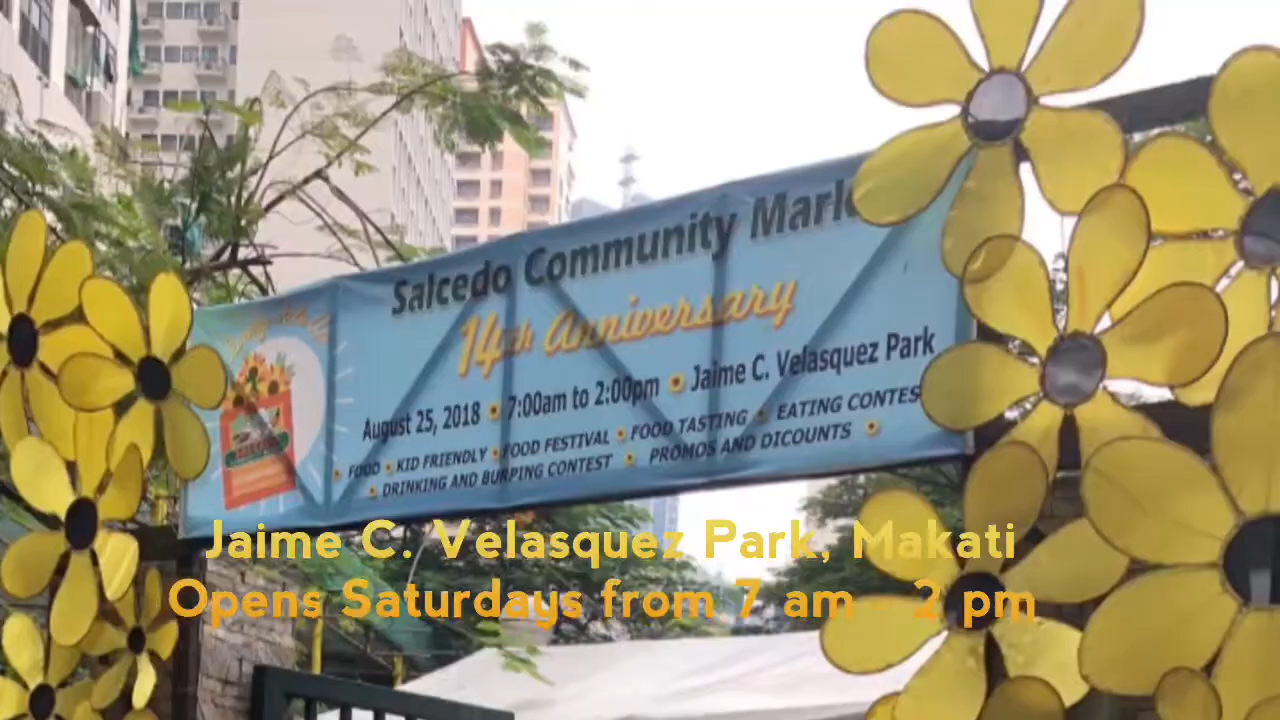 Salcedo Community Mark
14th Anniversary
August 25, 2018 • 7:00am to 2:00pm • Jaime C. Velasquez Park
• FOOD • KID FRIENDLY • FOOD FESTIVAL • FOOD TASTING • EATING CONTES
• DRINKING AND BURPING CONTEST • PROMOS AND DICOUNTS •
Jaime C. Velasquez Park, Makati
Opens Saturdays from 7 am - 2 pm